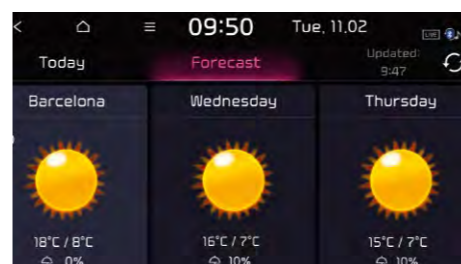 09:50 Tue, 11.02
LIVE
Today Forecast Updated:
9:47
Barcelona Wednesday Thursday
18°C / 8°C 16°C / 7°C 15°C / 7°C
0% 10% 10%